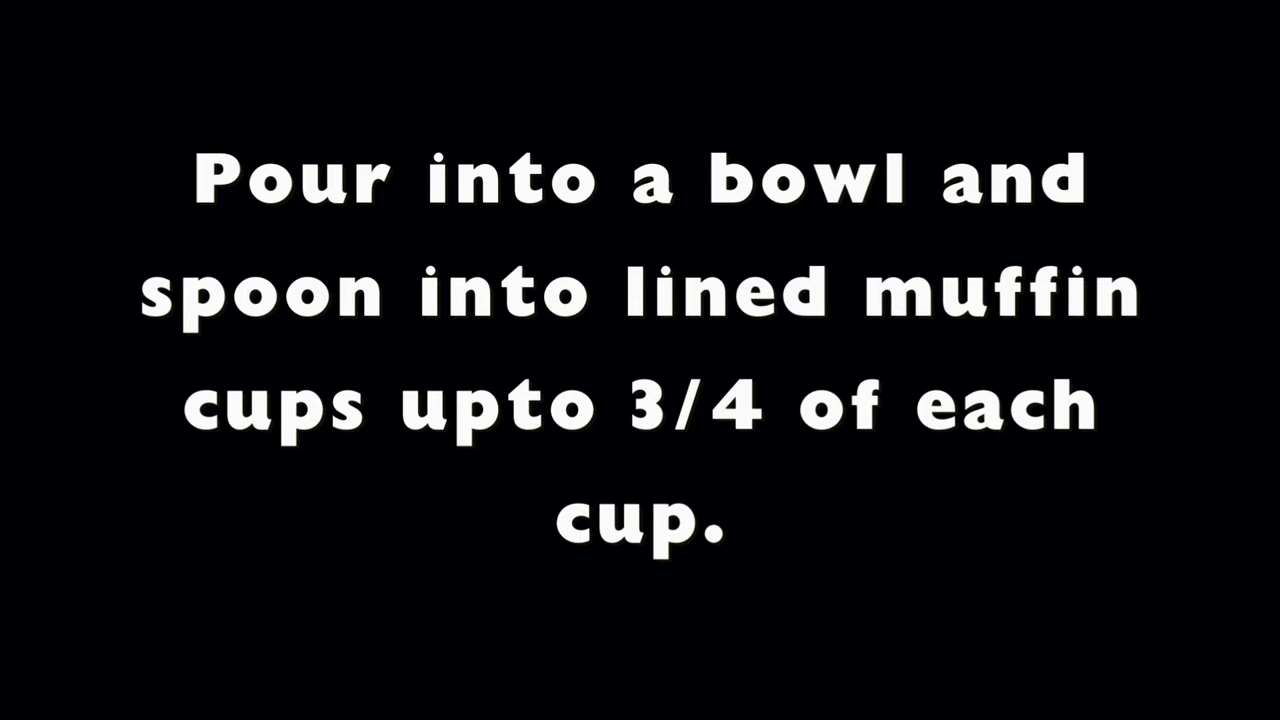 Pour into a bowl and
spoon into lined muffin
cups upto 3/4 of each
cup.